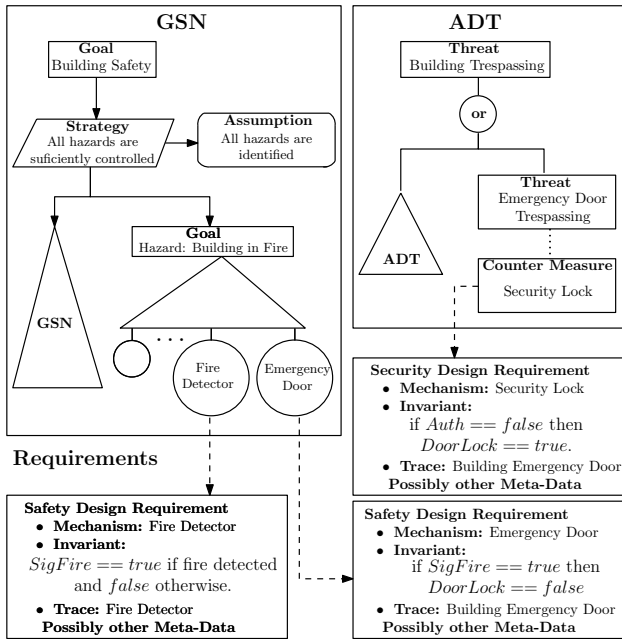 GSN
Goal
Building Safety
Strategy
All hazards are
suficiently controlled
Assumption
All hazards are
identified
Goal
Hazard: Building in Fire
GSN
. . .
Fire
Detector
Emergency
Door
ADT
Threat
Building Trespassing
or
ADT
Threat
Emergency Door
Trespassing
Counter Measure
Security Lock
Requirements
Security Design Requirement
• Mechanism: Security Lock
• Invariant:
if Auth == false then
DoorLock == true.
• Trace: Building Emergency Door
Possibly other Meta-Data
Safety Design Requirement
• Mechanism: Fire Detector
• Invariant:
SigFire == true if fire detected
and false otherwise.
• Trace: Fire Detector
Possibly other Meta-Data
Safety Design Requirement
• Mechanism: Emergency Door
• Invariant:
if SigFire == true then
DoorLock == false
• Trace: Building Emergency Door
Possibly other Meta-Data